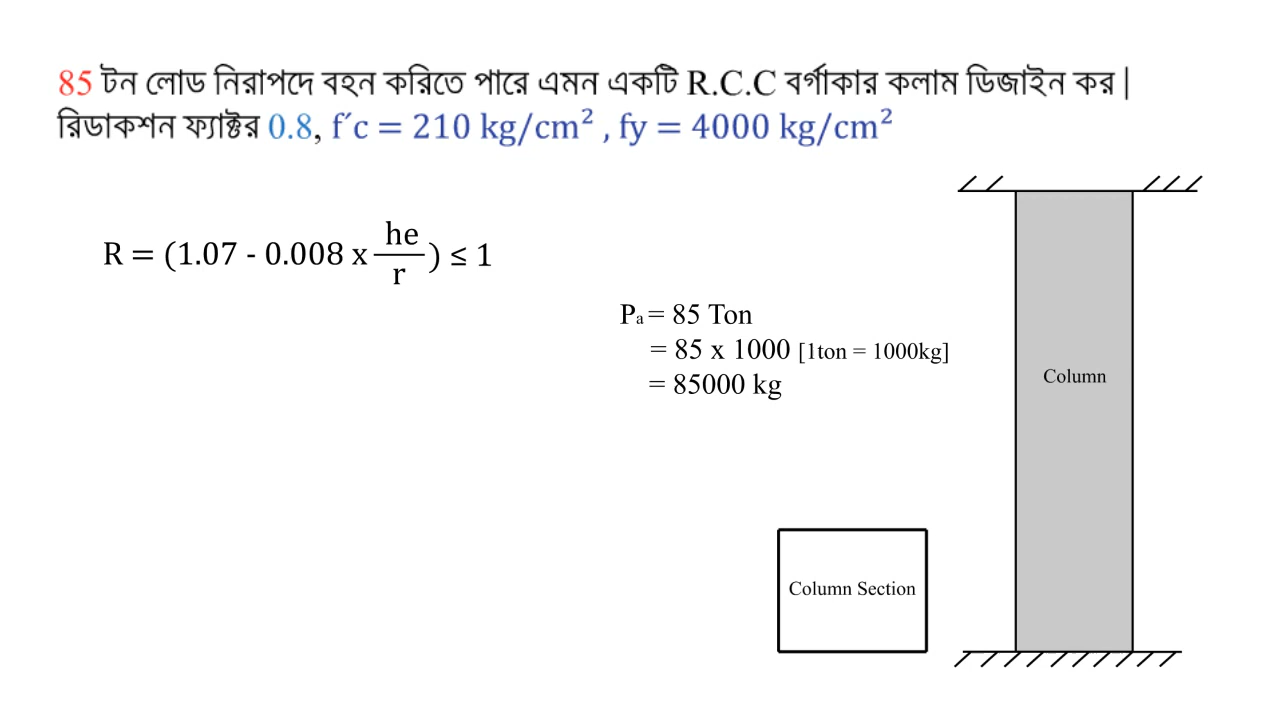 85 টন লোড নিরাপদে বহন করিতে পারে এমন একটি R.C.C বর্গাকার কলাম ডিজাইন কর|
রিডাকশন ফ্যাক্টর 0.8, f´c = 210 kg/cm² , fy = 4000 kg/cm²
R = (1.07 - 0.008 x he/r ) ≤ 1
Pₐ = 85 Ton
= 85 x 1000 [1ton = 1000kg]
= 85000 kg
Column
Column Section